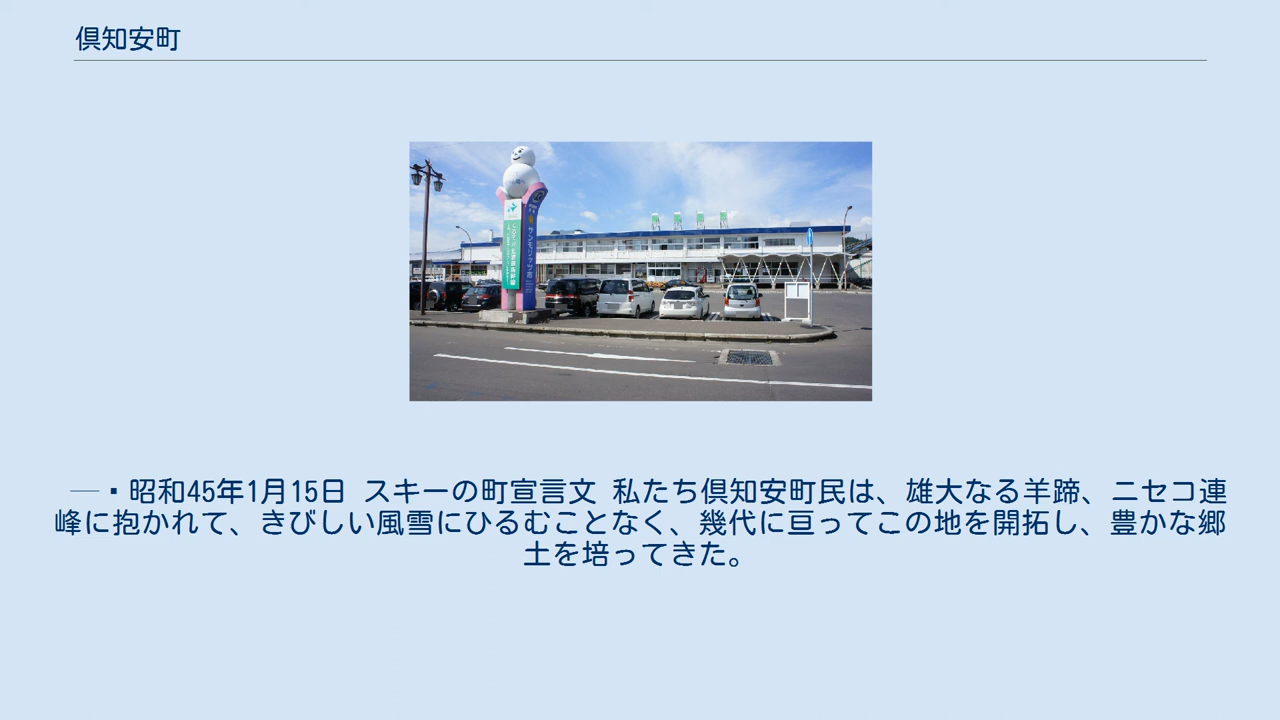 倶知安町
―・昭和45年1月15日 スキーの町宣言文 私たち倶知安町民は、雄大なる羊蹄、ニセコ連
峰に抱かれて、きびしい風雪にひるむことなく、幾代に亘ってこの地を開拓し、豊かな郷
土を培ってきた。